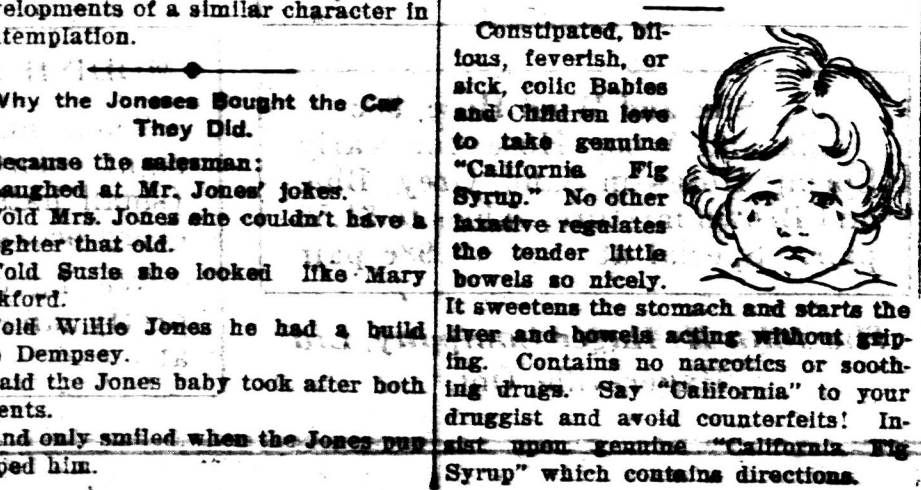 velopments of a similar character in
templation.
Why the Joneses Bought the Car
They Did.
ecause the salesman:
aughed at Mr. Jones' jokes.
old Mrs. Jones she couldn't have a
ghter that old.
old Susie she looked like Mary
kford.
old Willie Jones he had a build
Dempsey.
aid the Jones baby took after both
ents.
nd only smiled when the Jones pup
ped him.
Constipated, bil-
ious, feverish, or
sick, colic Babies
and Children love
to take genuine
"California Fig
Syrup." No other
laxative regulates
the tender little
bowels so nicely.
It sweetens the stomach and starts the
liver and bowels acting without grip-
ing. Contains no narcotics or sooth-
ing drugs. Say "California" to your
druggist and avoid counterfeits! In-
sist upon genuine "California Fig
Syrup" which contains directions.